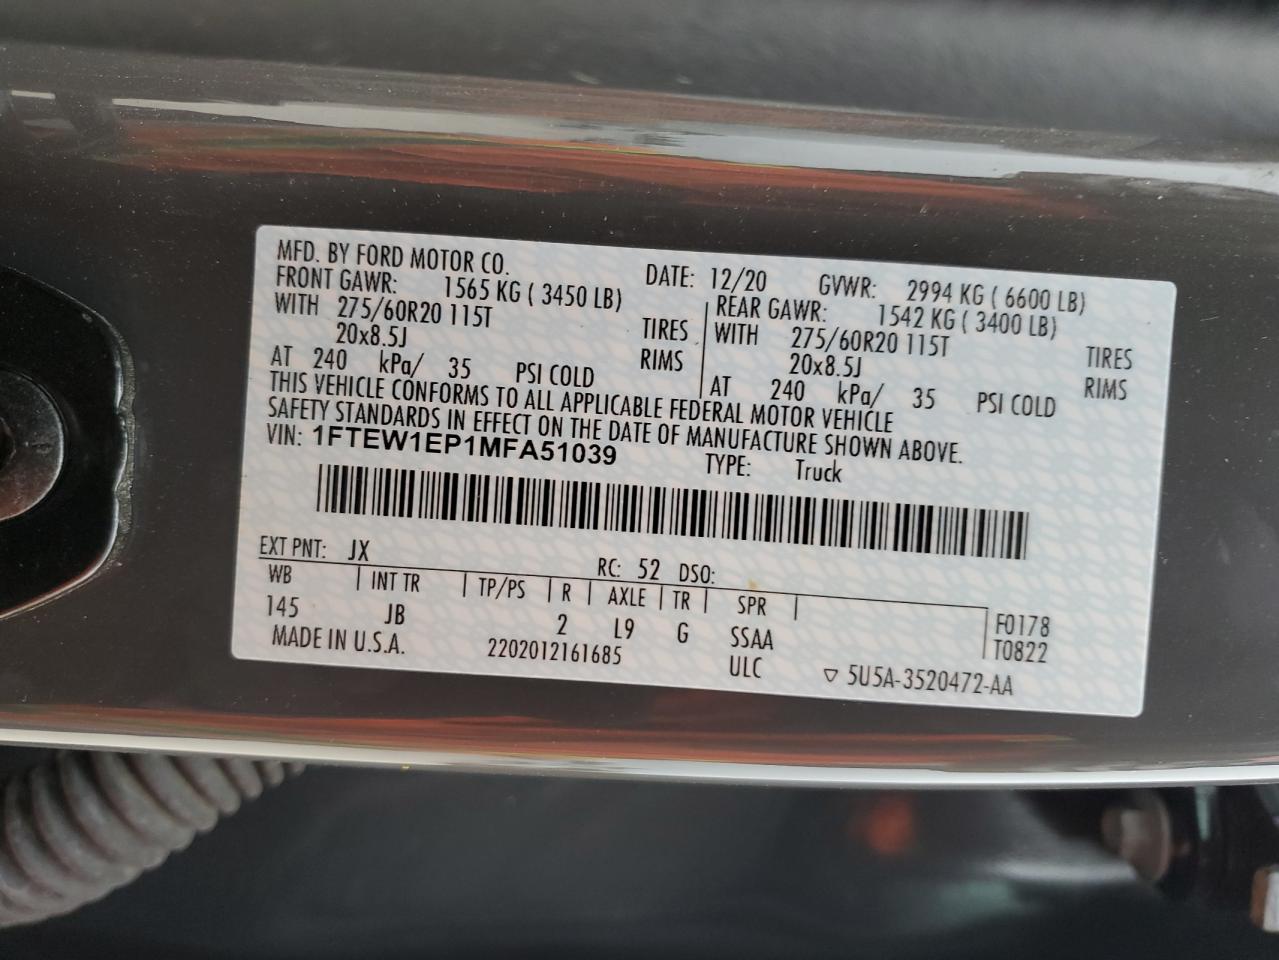 MFD. BY FORD MOTOR CO. DATE: 12/20 GVWR: 2994 KG ( 6600 LB)
FRONT GAWR: 1565 KG ( 3450 LB) REAR GAWR: 1542 KG ( 3400 LB)
WITH 275/60R20 115T TIRES WITH 275/60R20 115T TIRES
20x8.5J RIMS 20x8.5J RIMS
AT 240 kPa/ 35 PSI COLD AT 240 kPa/ 35 PSI COLD
THIS VEHICLE CONFORMS TO ALL APPLICABLE FEDERAL MOTOR VEHICLE
SAFETY STANDARDS IN EFFECT ON THE DATE OF MANUFACTURE SHOWN ABOVE.
VIN: 1FTEW1EP1MFA51039 TYPE: Truck
EXT PNT: JX RC: 52 DSO:
WB INT TR TP/PS R AXLE TR SPR F0178
145 JB 2 L9 G SSAA T0822
MADE IN U.S.A. 2202012161685 ULC ▽ 5U5A-3520472-AA